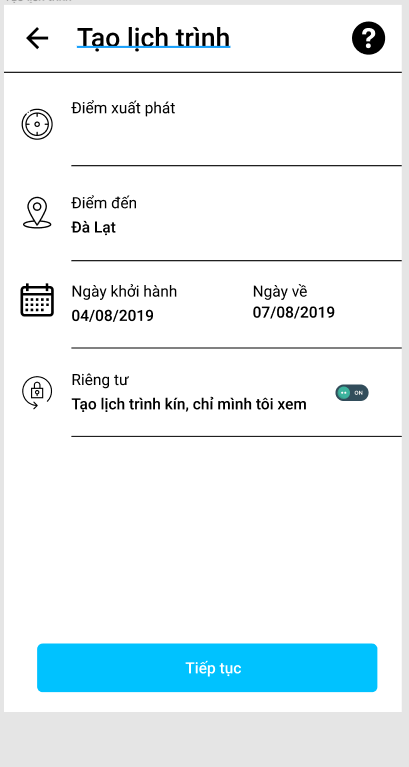 Tạo lịch trình
?
Điểm xuất phát
Điểm đến
Đà Lạt
Ngày khởi hành
Ngày về
04/08/2019
07/08/2019
Riêng tư
Tạo lịch trình kín, chỉ mình tôi xem
ON
Tiếp tục